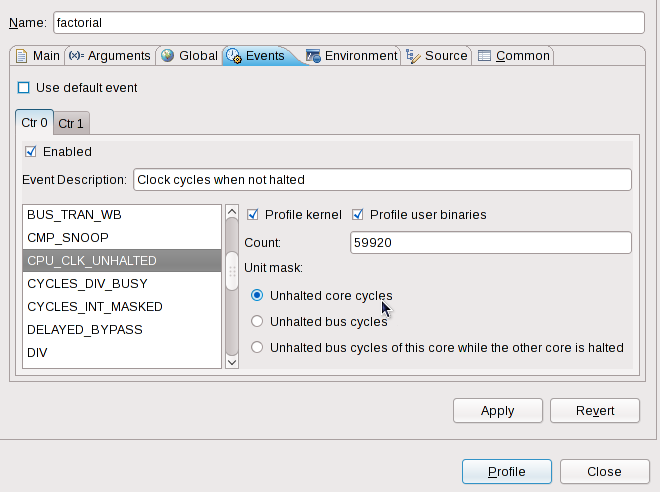 Name: factorial
Main (x)= Arguments Global Events Environment Source Common
Use default event
Ctr 0 Ctr 1
Enabled
Event Description: Clock cycles when not halted
BUS_TRAN_WB
CMP_SNOOP
CPU_CLK_UNHALTED
CYCLES_DIV_BUSY
CYCLES_INT_MASKED
DELAYED_BYPASS
DIV
Profile kernel Profile user binaries
Count: 59920
Unit mask:
Unhalted core cycles
Unhalted bus cycles
Unhalted bus cycles of this core while the other core is halted
Apply Revert
Profile Close